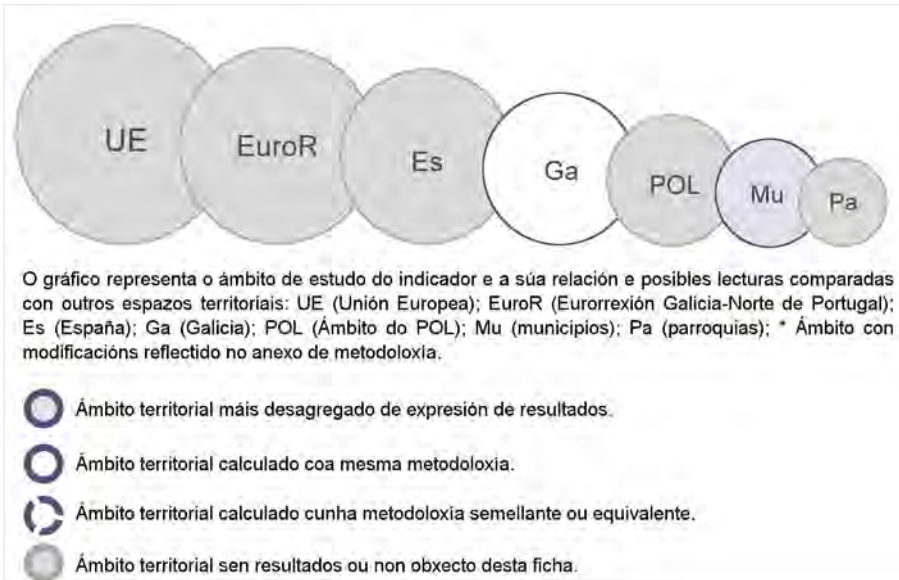 UE EuroR Es Ga POL Mu Pa
O gráfico representa o ámbito de estudo do indicador e a súa relación e posibles lecturas comparadas
con outros espazos territoriais: UE (Unión Europea); EuroR (Eurorrexión Galicia-Norte de Portugal);
Es (España); Ga (Galicia); POL (Ámbito do POL); Mu (municipios); Pa (parroquias); * Ámbito con
modificacións reflectido no anexo de metodoloxia.
Ámbito territorial máis desagregado de expresión de resultados.
Ámbito territorial calculado coa mesma metodoloxia.
Ámbito territorial calculado cunha metodoloxia semellante ou equivalente.
Ámbito territorial sen resultados ou non obxecto desta ficha.